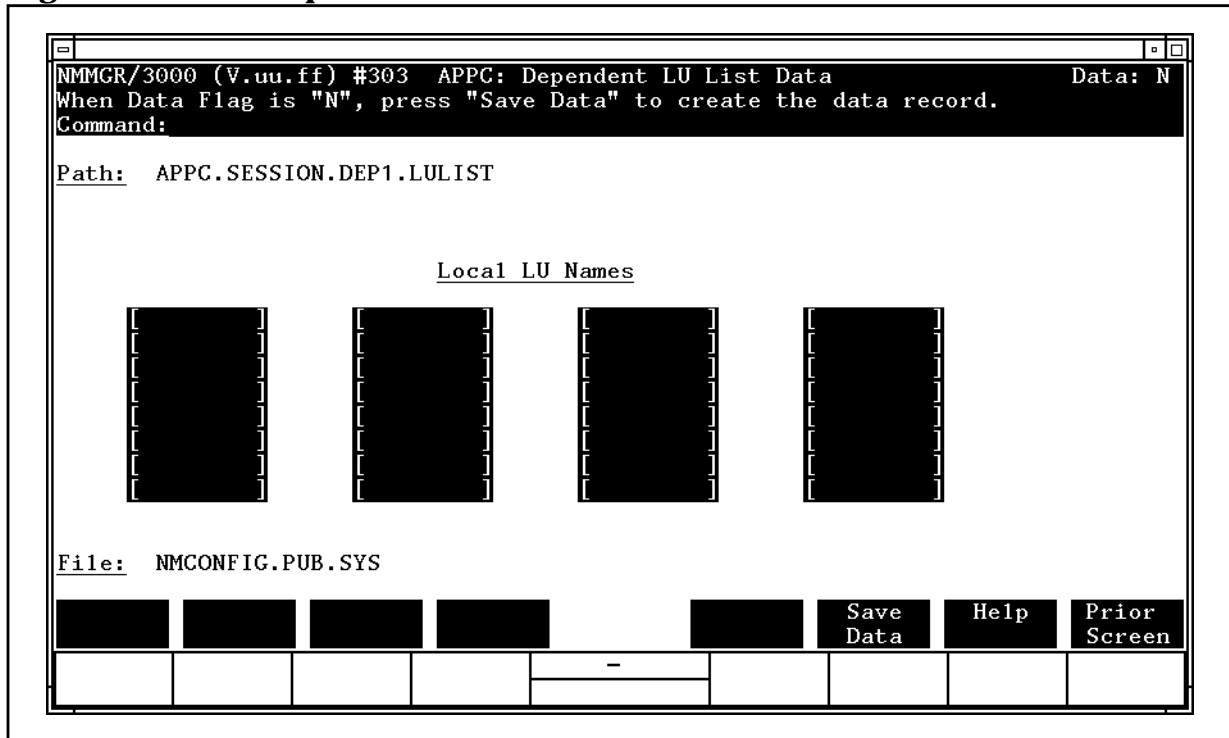 NMMGR/3000 (V.uu.ff) #303 APPC: Dependent LU List Data Data: N
When Data Flag is "N", press "Save Data" to create the data record.
Command:
Path: APPC.SESSION.DEP1.LULIST
Local LU Names
[ ] [ ] [ ] [ ]
[ ] [ ] [ ] [ ]
[ ] [ ] [ ] [ ]
[ ] [ ] [ ] [ ]
[ ] [ ] [ ] [ ]
[ ] [ ] [ ] [ ]
[ ] [ ] [ ] [ ]
[ ] [ ] [ ] [ ]
File: NMCONFIG.PUB.SYS
Save Help Prior
Data Screen